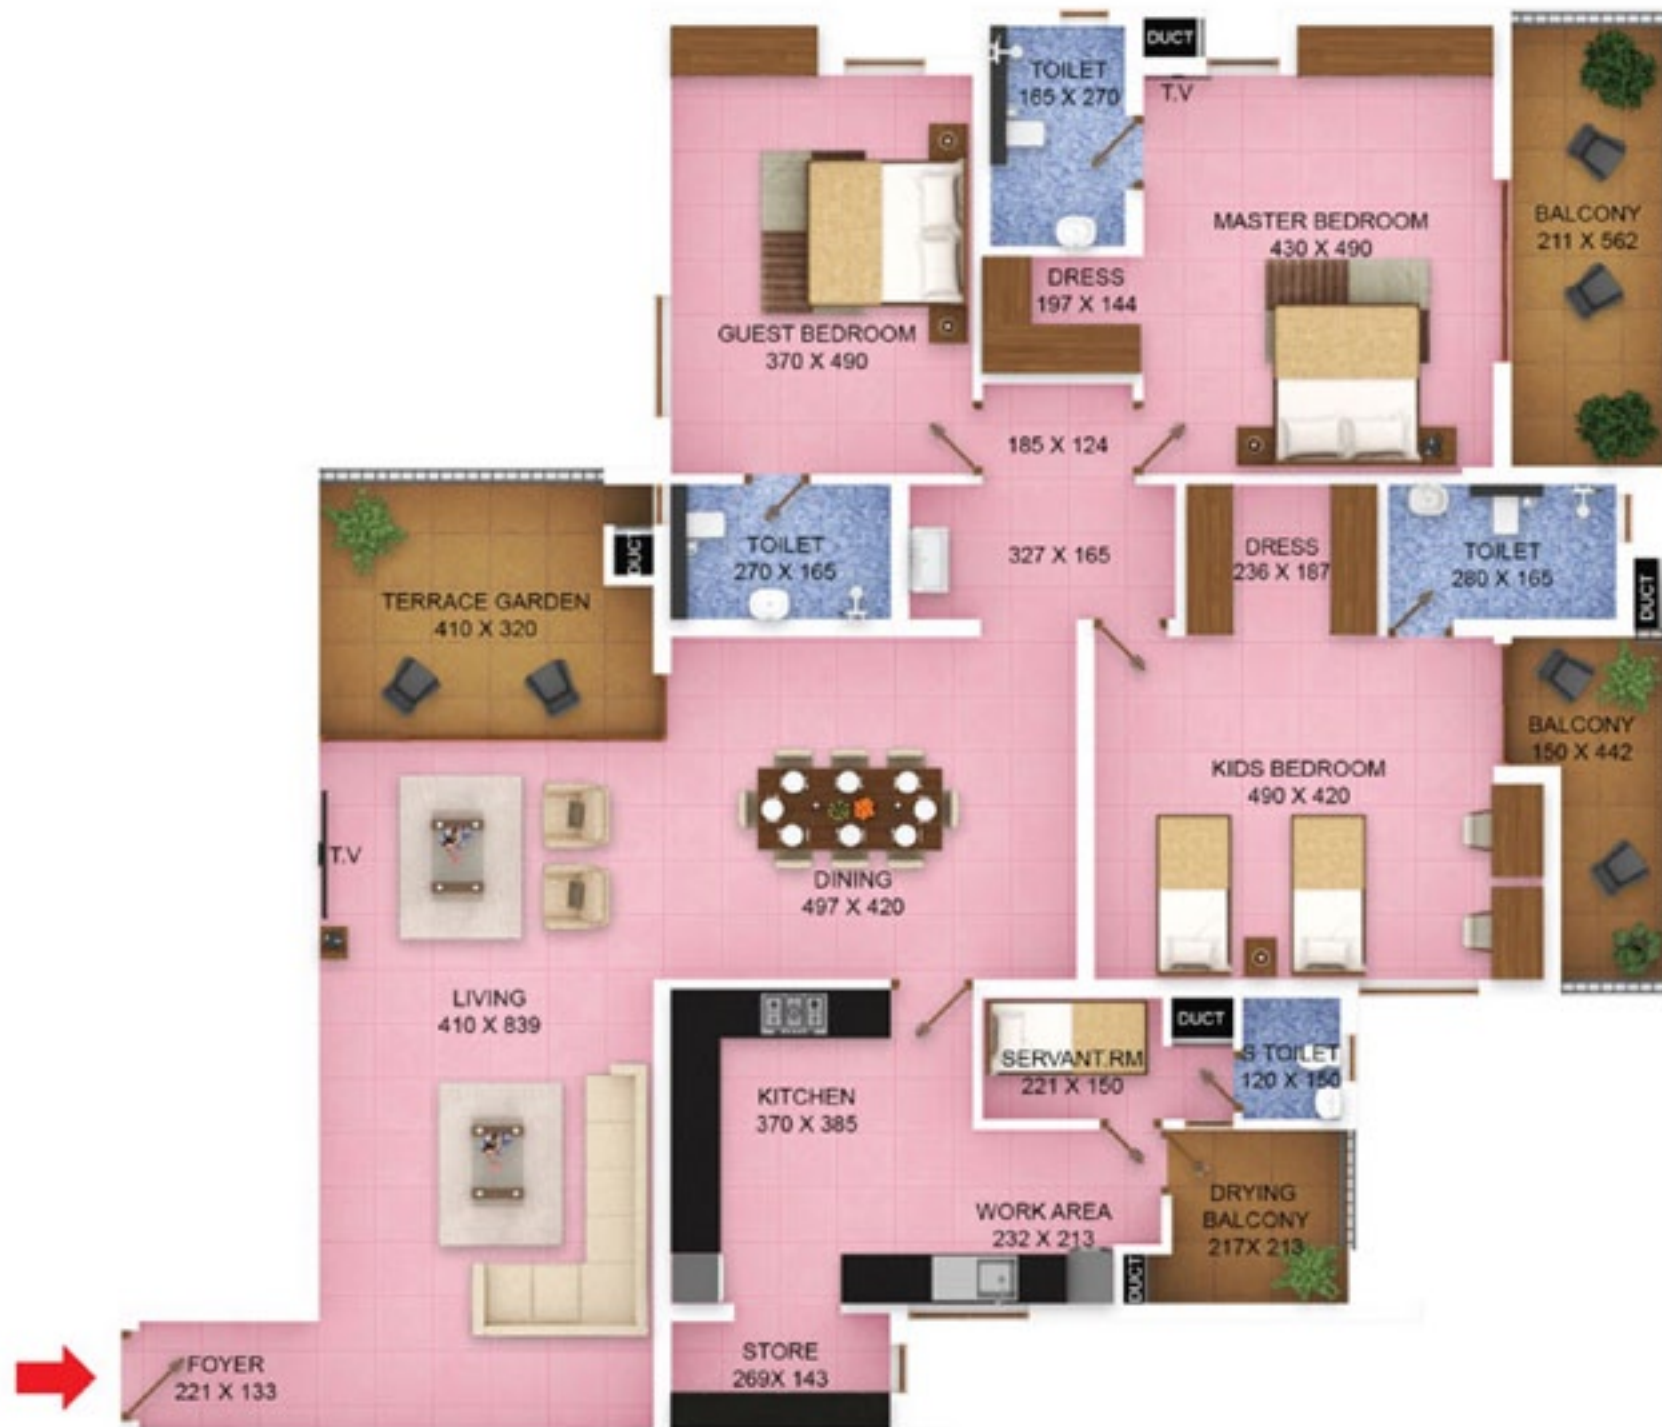 DUCT
TOILET
165 X 270
T.V
MASTER BEDROOM
430 X 490
BALCONY
211 X 562
DRESS
197 X 144
GUEST BEDROOM
370 X 490
185 X 124
TOILET
270 X 165
327 X 165
DRESS
236 X 187
TOILET
280 X 165
DUCT
DUCT
TERRACE GARDEN
410 X 320
BALCONY
150 X 442
KIDS BEDROOM
490 X 420
T.V
DINING
497 X 420
LIVING
410 X 839
DUCT
SERVANT.RM
221 X 150
S TOILET
120 X 150
KITCHEN
370 X 385
WORK AREA
232 X 213
DRYING
BALCONY
217X 213
DUCT
STORE
269X 143
FOYER
221 X 133